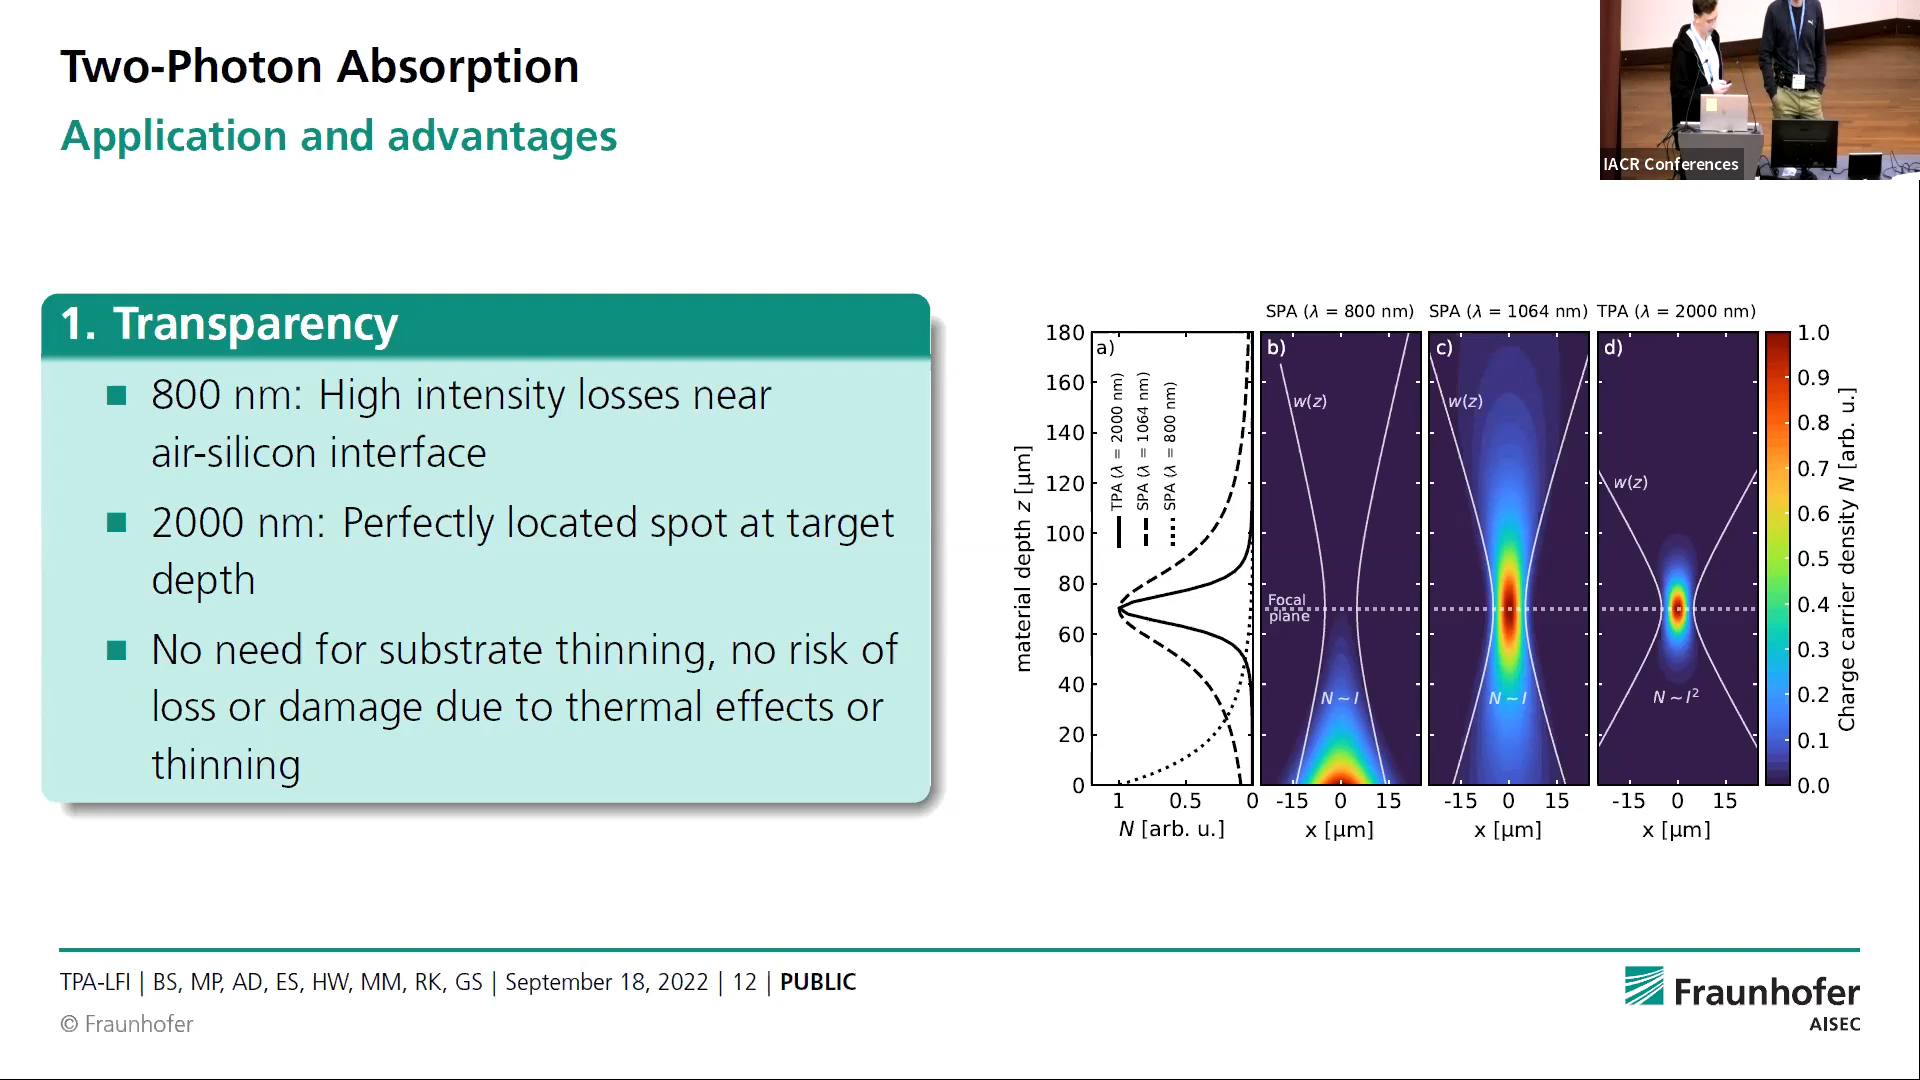 Two-Photon Absorption
Application and advantages
IACR Conferences
1. Transparency
■ 800 nm: High intensity losses near
air-silicon interface
■ 2000 nm: Perfectly located spot at target
depth
■ No need for substrate thinning, no risk of
loss or damage due to thermal effects or
thinning
SPA (λ = 800 nm) SPA (λ = 1064 nm) TPA (λ = 2000 nm)
material depth z [μm]
180
160
140
120
100
80
60
40
20
0
a)
TPA (λ = 2000 nm)
SPA (λ = 1064 nm)
SPA (λ = 800 nm)
1 0.5 0
N [arb. u.]
b)
w(z)
Focal
plane
N ~ I
-15 0 15
x [μm]
c)
w(z)
N ~ I
-15 0 15
x [μm]
d)
w(z)
N ~ I²
-15 0 15
x [μm]
1.0
0.9
0.8
0.7
0.6
0.5
0.4
0.3
0.2
0.1
0.0
Charge carrier density N [arb. u.]
TPA-LFI | BS, MP, AD, ES, HW, MM, RK, GS | September 18, 2022 | 12 | PUBLIC
© Fraunhofer
Fraunhofer
AISEC